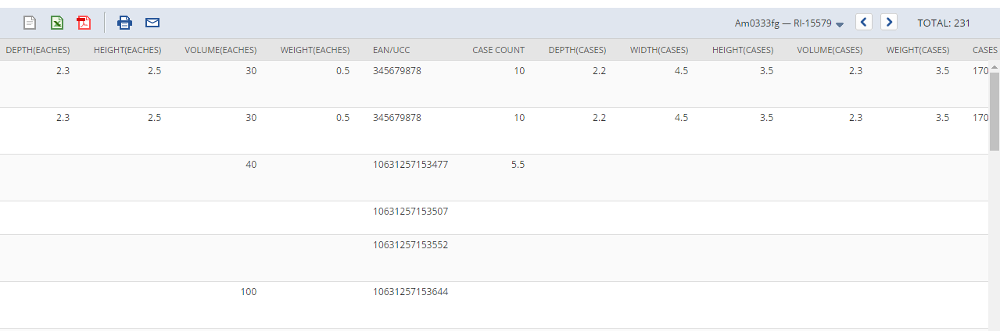 Am0333fg — RI-15579 TOTAL: 231
DEPTH(EACHES) HEIGHT(EACHES) VOLUME(EACHES) WEIGHT(EACHES) EAN/UCC CASE COUNT DEPTH(CASES) WIDTH(CASES) HEIGHT(CASES) VOLUME(CASES) WEIGHT(CASES) CASES
2.3 2.5 30 0.5 345679878 10 2.2 4.5 3.5 2.3 3.5 170
2.3 2.5 30 0.5 345679878 10 2.2 4.5 3.5 2.3 3.5 170
40 10631257153477 5.5
10631257153507
10631257153552
100 10631257153644